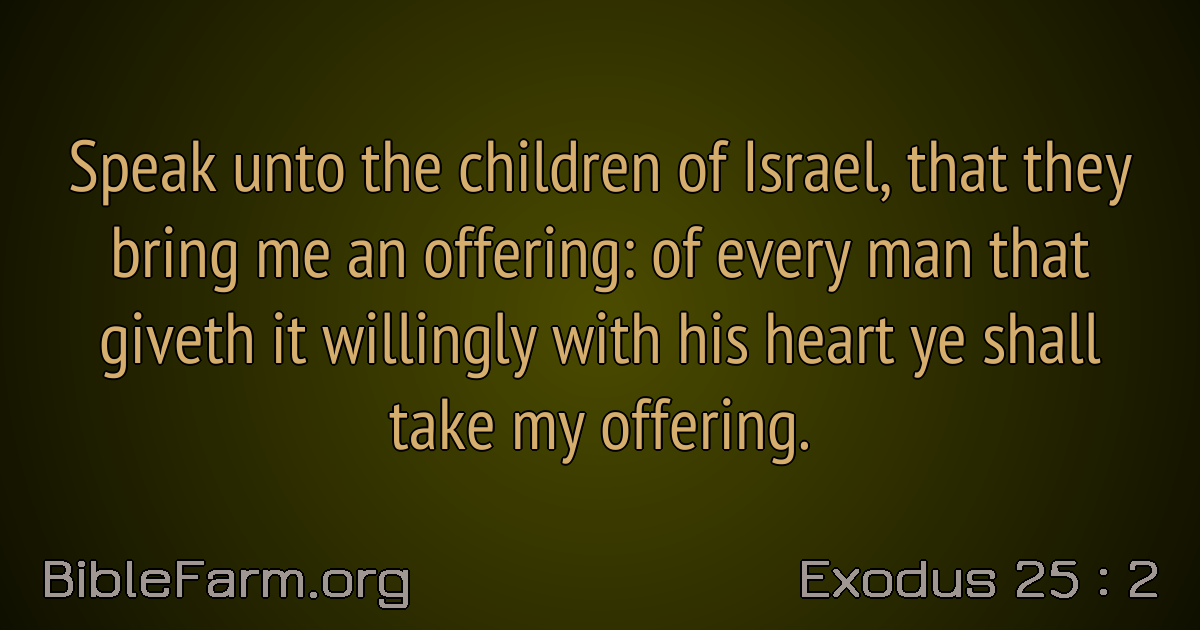 Speak unto the children of Israel, that they
bring me an offering: of every man that
giveth it willingly with his heart ye shall
take my offering.
BibleFarm.org
Exodus 25 : 2